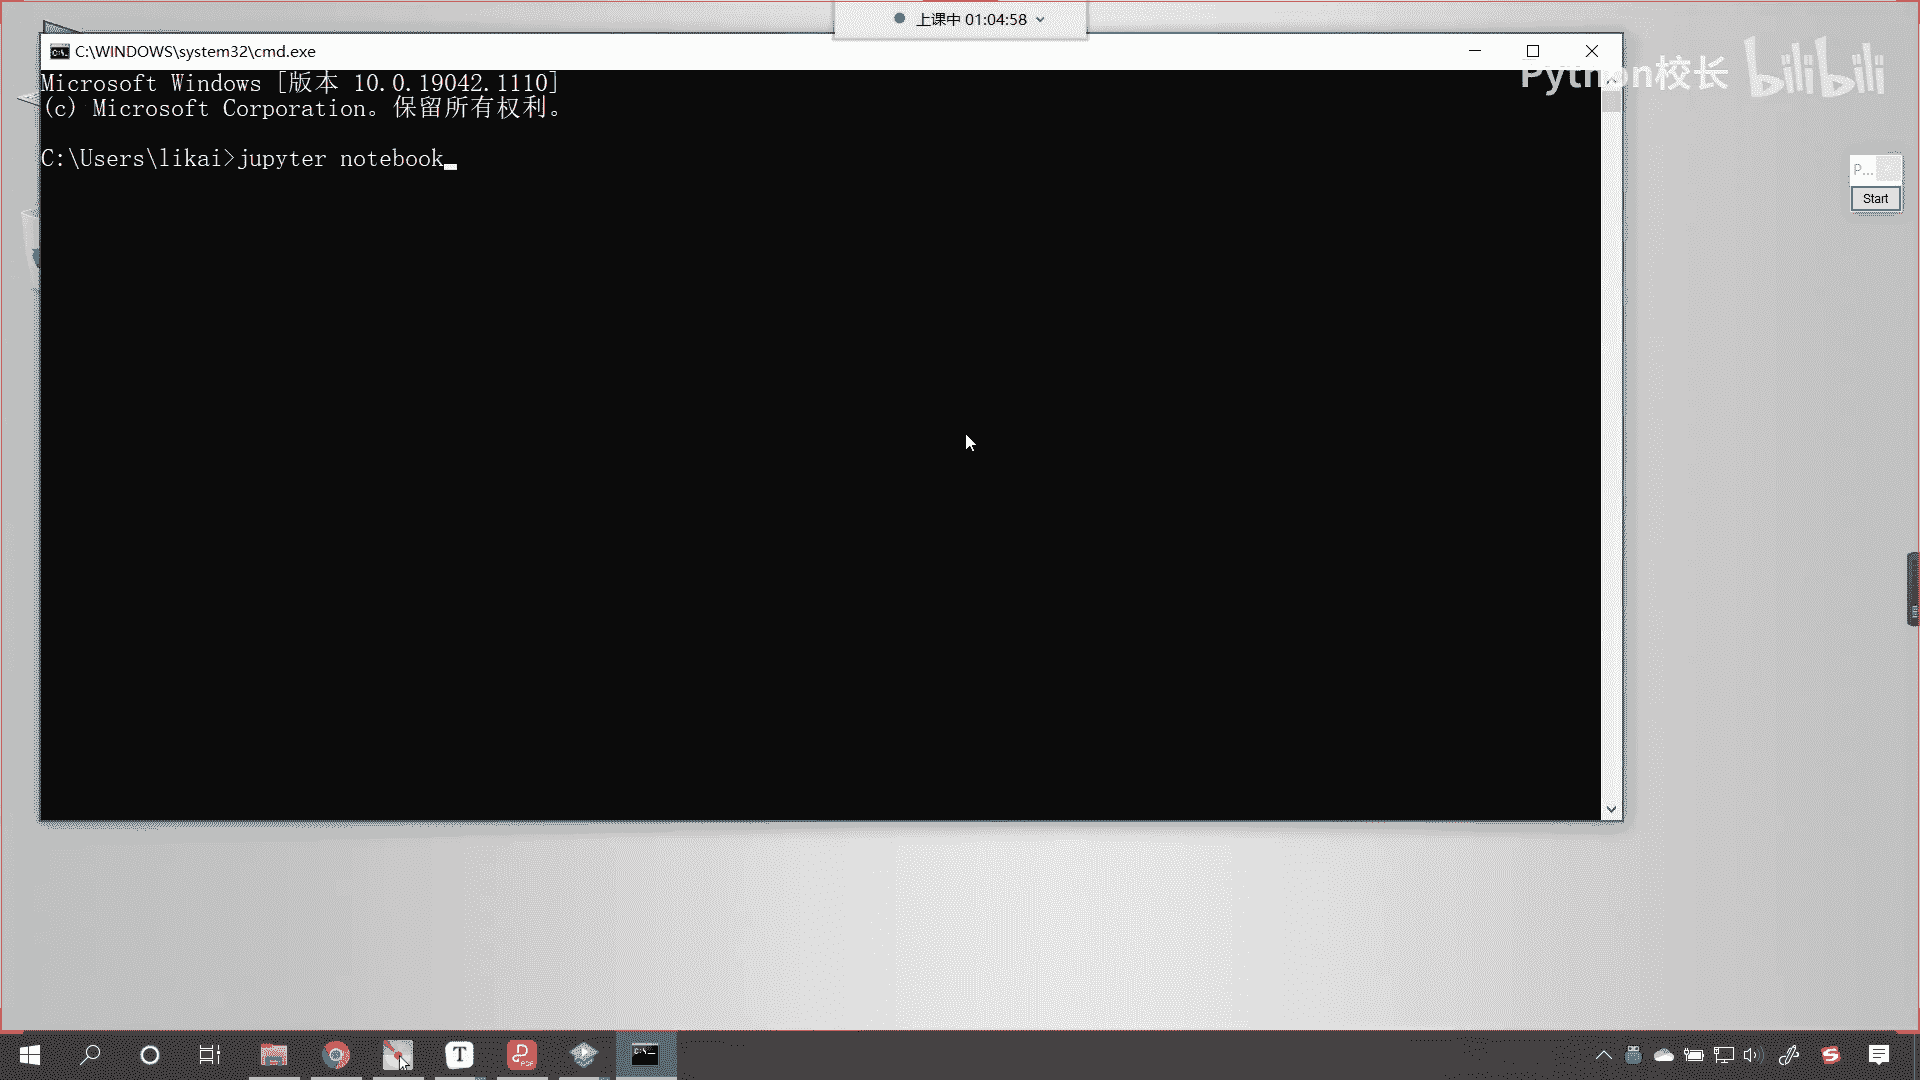 上课中 01:04:58
C:\WINDOWS\system32\cmd.exe
Microsoft Windows [版本 10.0.19042.1110]
(c) Microsoft Corporation。保留所有权利。
C:\Users\likai>jupyter notebook
Python校长 bilibili
P...
Start